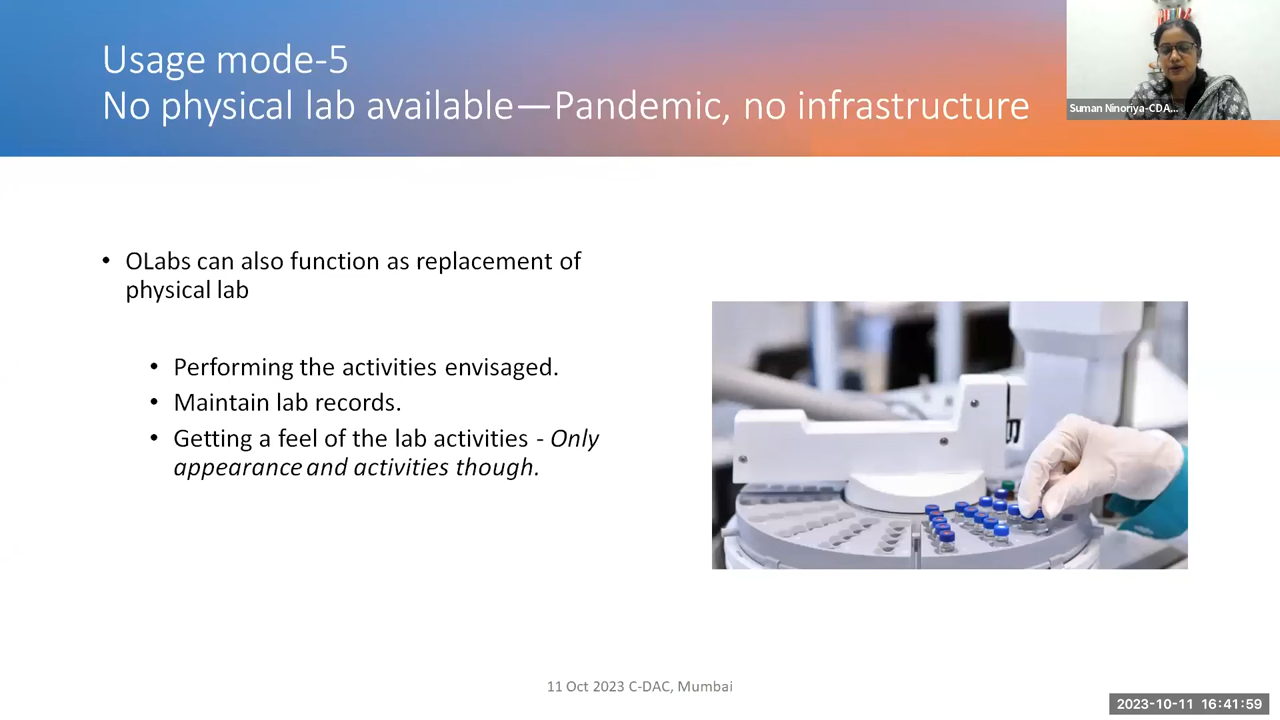 Usage mode-5
No physical lab available—Pandemic, no infrastructure
Suman Ninoriya-CDA...
• OLabs can also function as replacement of
physical lab
• Performing the activities envisaged.
• Maintain lab records.
• Getting a feel of the lab activities - Only
appearance and activities though.
11 Oct 2023 C-DAC, Mumbai
2023-10-11 16:41:59